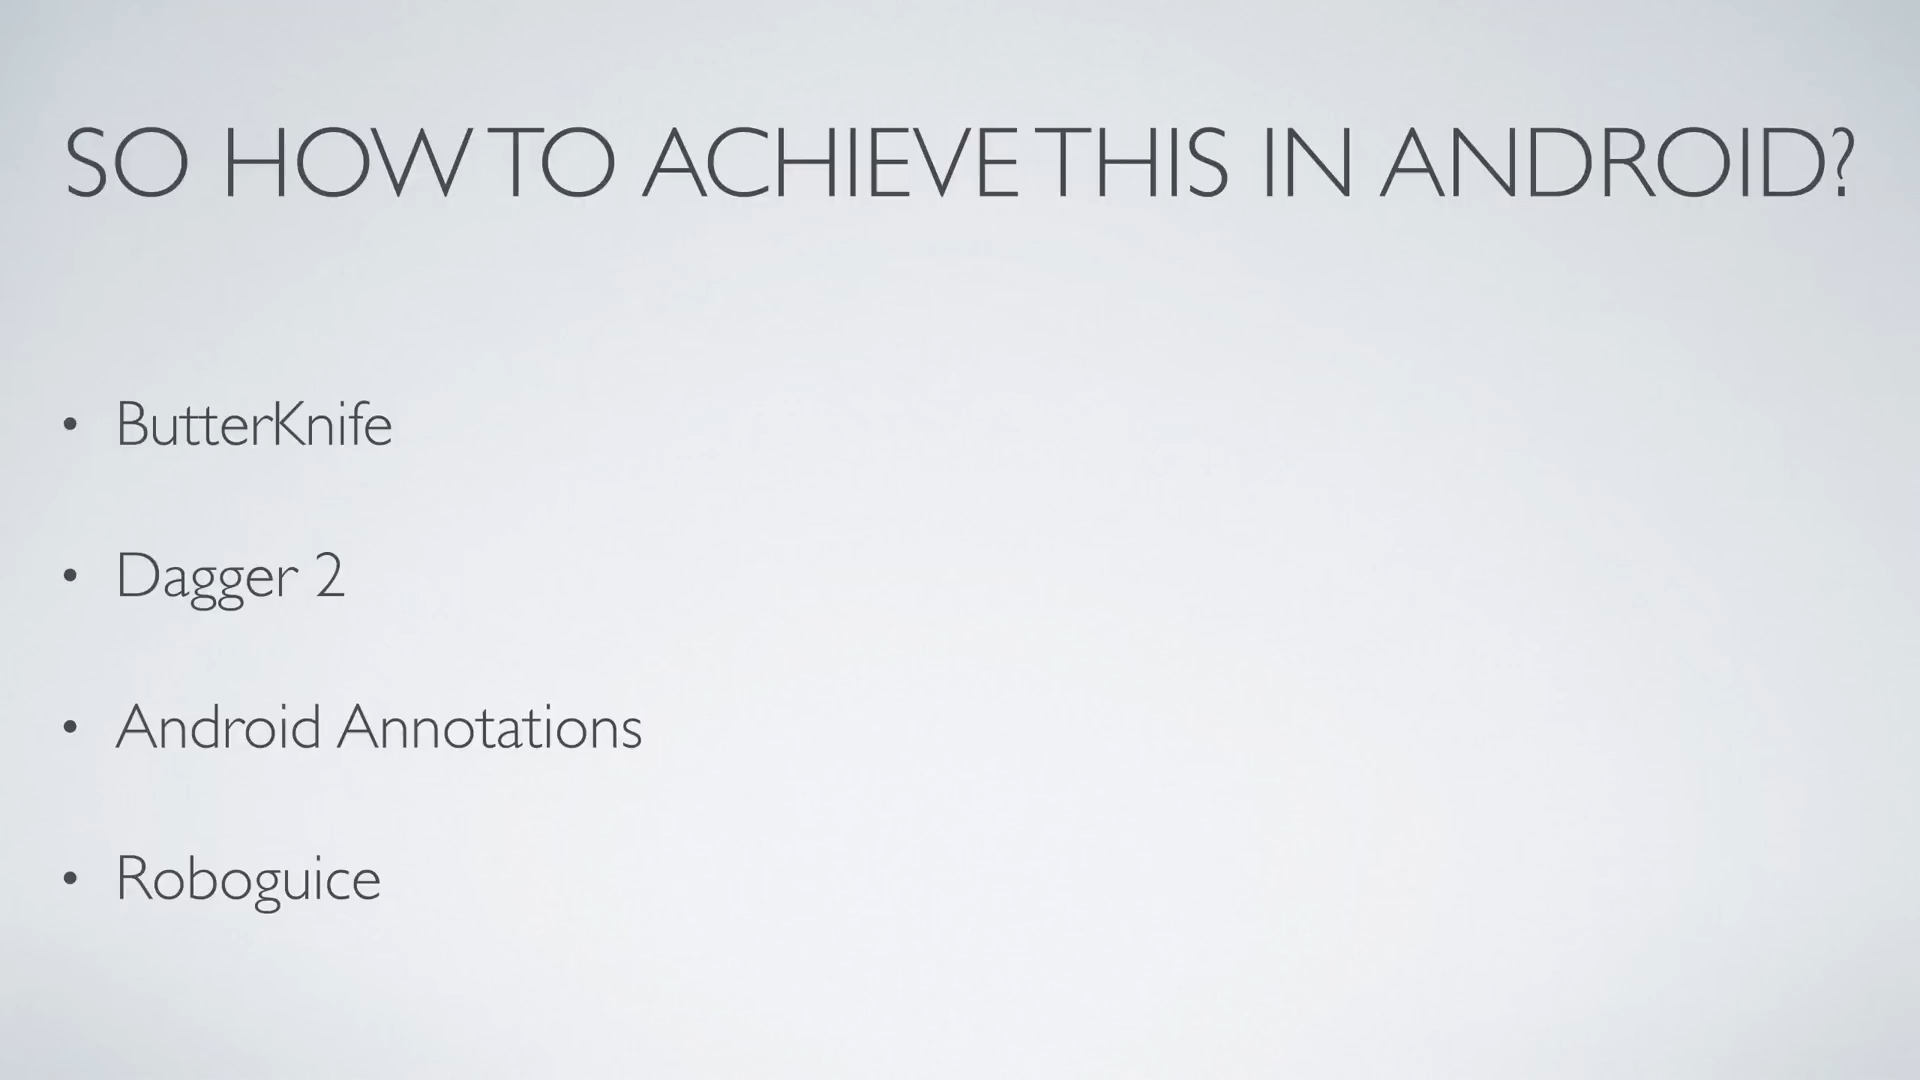 SO HOW TO ACHIEVE THIS IN ANDROID?
• ButterKnife
• Dagger 2
• Android Annotations
• Roboguice